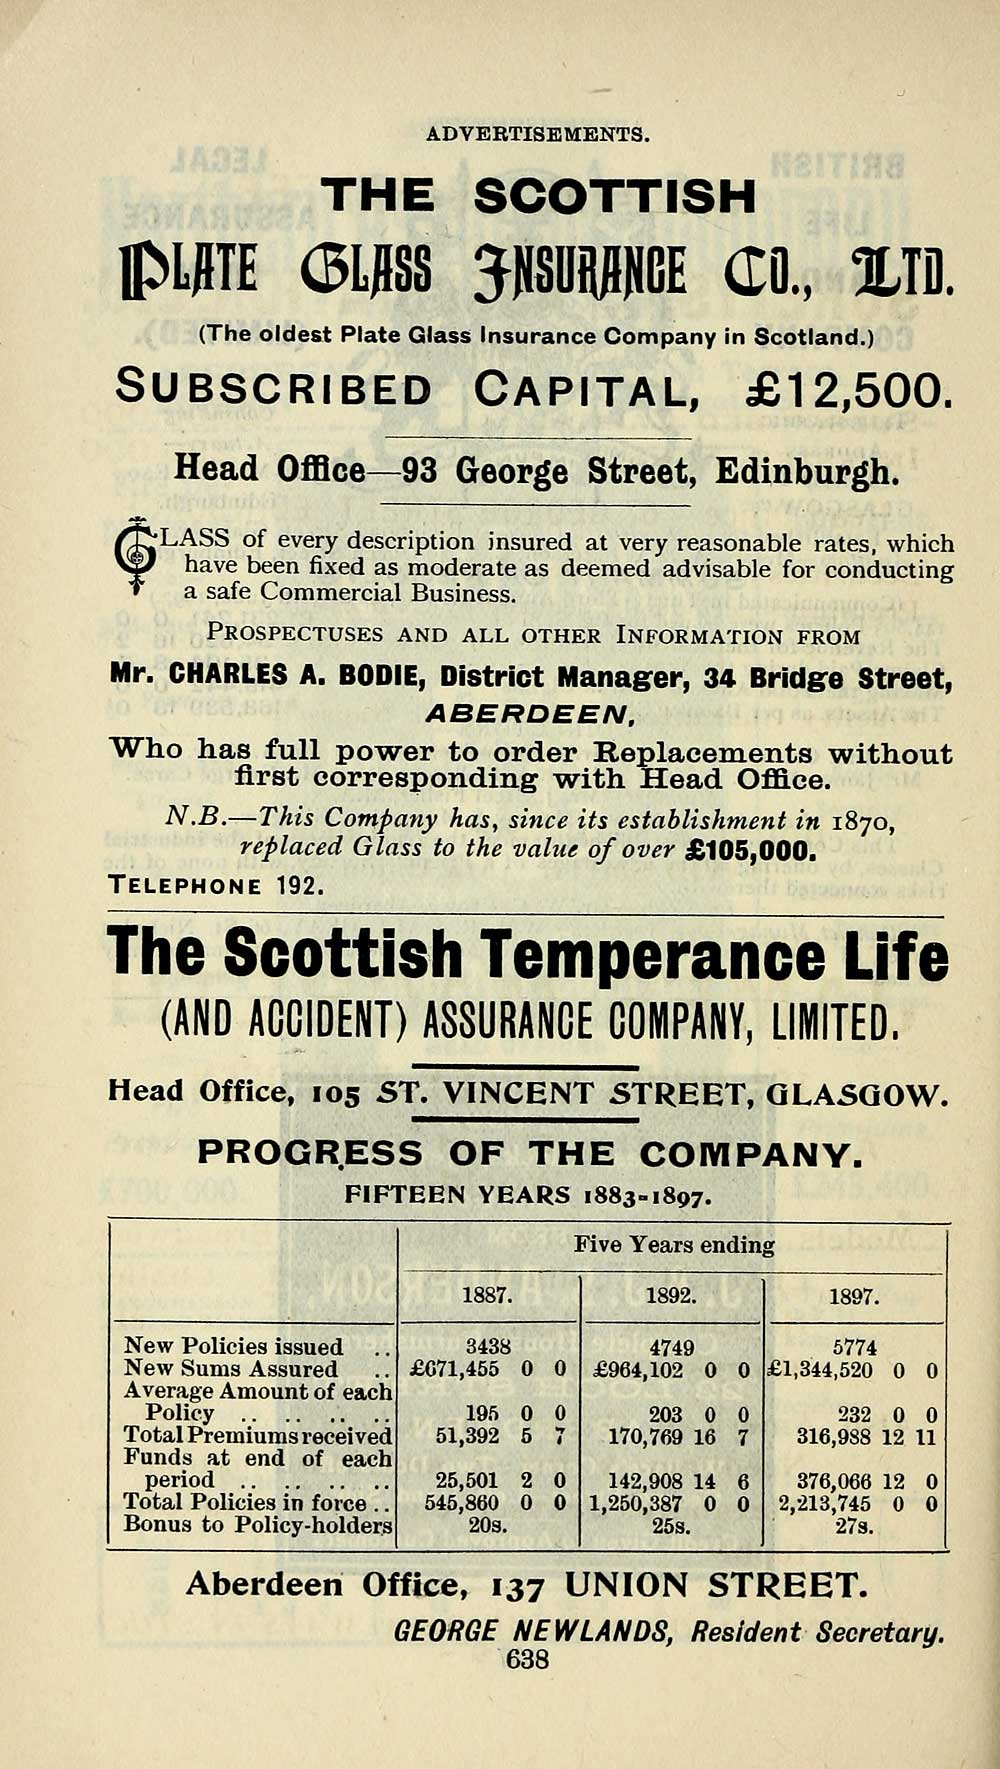 ADVERTISEMENTS.
THE SCOTTISH
PLATE GLASS INSURANCE CO., LTD.
(The oldest Plate Glass Insurance Company in Scotland.)
SUBSCRIBED CAPITAL, £12,500.
Head Office—93 George Street, Edinburgh.
GLASS of every description insured at very reasonable rates, which
have been fixed as moderate as deemed advisable for conducting
a safe Commercial Business.
PROSPECTUSES AND ALL OTHER INFORMATION FROM
Mr. CHARLES A. BODIE, District Manager, 34 Bridge Street,
ABERDEEN,
Who has full power to order Replacements without
first corresponding with Head Office.
N.B.—This Company has, since its establishment in 1870,
replaced Glass to the value of over £105,000.
TELEPHONE 192.
The Scottish Temperance Life
(AND ACCIDENT) ASSURANCE COMPANY, LIMITED.
Head Office, 105 ST. VINCENT STREET, GLASGOW.
PROGRESS OF THE COMPANY.
FIFTEEN YEARS 1883-1897.
Five Years ending
1887. 1892. 1897.
New Policies issued .. 3438 4749 5774
New Sums Assured .. £671,455 0 0 £964,102 0 0 £1,344,520 0 0
Average Amount of each
Policy .. .. .. .. 195 0 0 203 0 0 232 0 0
Total Premiums received 51,392 5 7 170,769 16 7 316,988 12 11
Funds at end of each
period .. .. .. .. 25,501 2 0 142,908 14 6 376,066 12 0
Total Policies in force .. 545,860 0 0 1,250,387 0 0 2,213,745 0 0
Bonus to Policy-holders 20s. 25s. 27s.
Aberdeen Office, 137 UNION STREET.
GEORGE NEWLANDS, Resident Secretary.
638